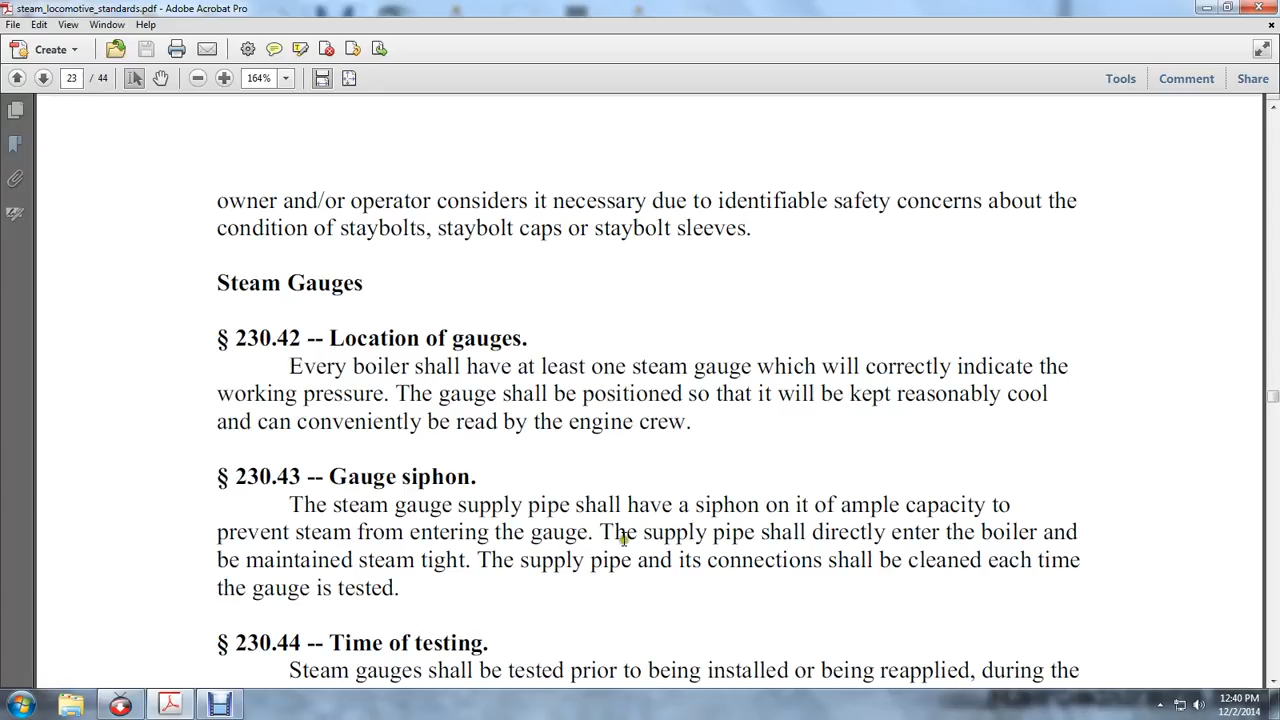 steam_locomotive_standards.pdf - Adobe Acrobat Pro
File Edit View Window Help
Create
23 / 44 164% Tools Comment Share
owner and/or operator considers it necessary due to identifiable safety concerns about the
condition of staybolts, staybolt caps or staybolt sleeves.
Steam Gauges
§ 230.42 -- Location of gauges.
Every boiler shall have at least one steam gauge which will correctly indicate the
working pressure. The gauge shall be positioned so that it will be kept reasonably cool
and can conveniently be read by the engine crew.
§ 230.43 -- Gauge siphon.
The steam gauge supply pipe shall have a siphon on it of ample capacity to
prevent steam from entering the gauge. The supply pipe shall directly enter the boiler and
be maintained steam tight. The supply pipe and its connections shall be cleaned each time
the gauge is tested.
§ 230.44 -- Time of testing.
Steam gauges shall be tested prior to being installed or being reapplied, during the
12:40 PM
12/2/2014